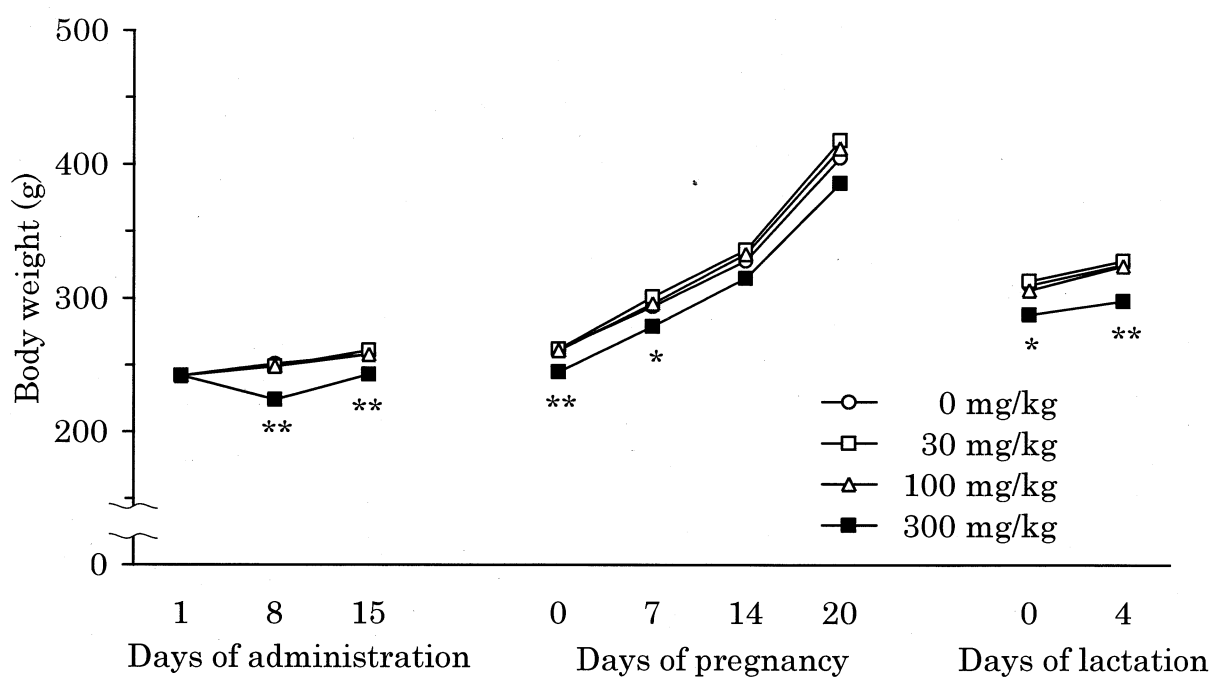 500
400
300
200
0
Body weight (g)
**
**
**
*
*
**
0 mg/kg
30 mg/kg
100 mg/kg
300 mg/kg
1 8 15 0 7 14 20 0 4
Days of administration Days of pregnancy Days of lactation